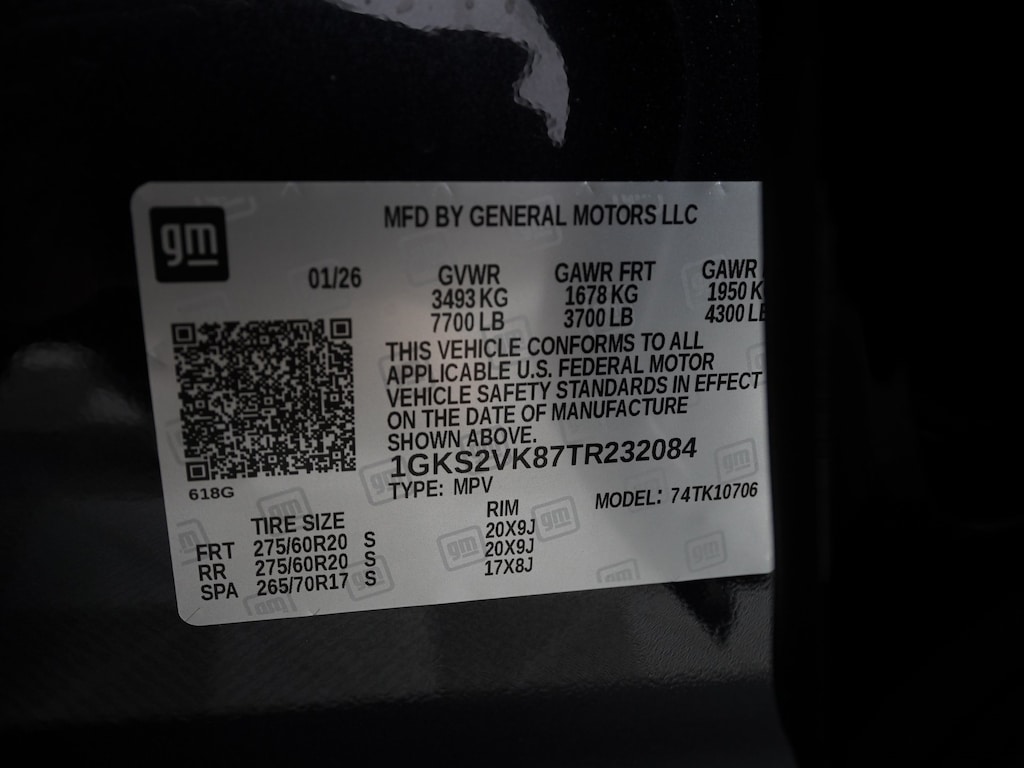 gm
MFD BY GENERAL MOTORS LLC
01/26 GVWR GAWR FRT GAWR
3493 KG 1678 KG 1950 K
7700 LB 3700 LB 4300 LB
THIS VEHICLE CONFORMS TO ALL
APPLICABLE U.S. FEDERAL MOTOR
VEHICLE SAFETY STANDARDS IN EFFECT
ON THE DATE OF MANUFACTURE
SHOWN ABOVE.
1GKS2VK87TR232084
TYPE: MPV MODEL: 74TK10706
618G
TIRE SIZE RIM
FRT 275/60R20 S 20X9J
RR 275/60R20 S 20X9J
SPA 265/70R17 S 17X8J